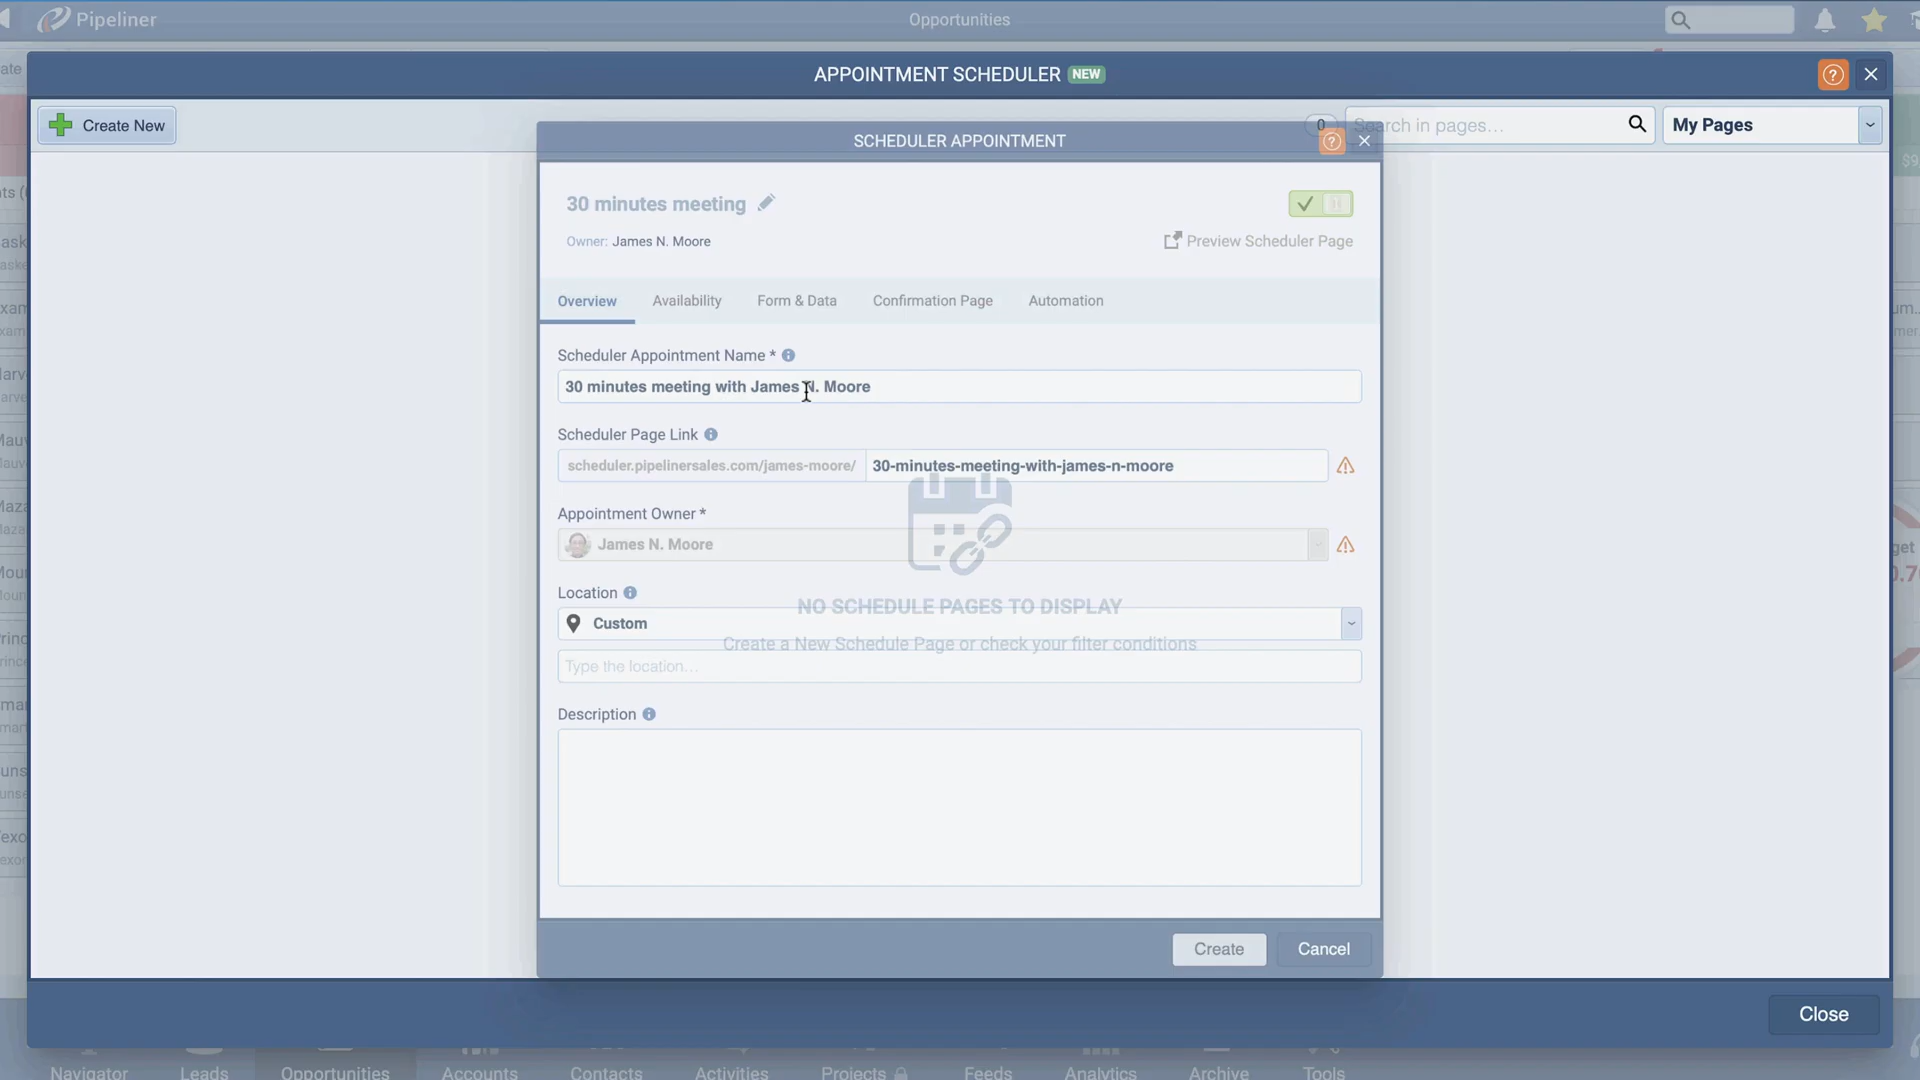 Pipeliner
Opportunities
APPOINTMENT SCHEDULER NEW
Create New
0
Search in pages...
My Pages
SCHEDULER APPOINTMENT
30 minutes meeting
Owner: James N. Moore
Preview Scheduler Page
Overview
Availability
Form & Data
Confirmation Page
Automation
Scheduler Appointment Name *
30 minutes meeting with James N. Moore
Scheduler Page Link
scheduler.pipelinersales.com/james-moore/
30-minutes-meeting-with-james-n-moore
Appointment Owner *
James N. Moore
Location
NO SCHEDULE PAGES TO DISPLAY
Custom
Create a New Schedule Page or check your filter conditions
Type the location...
Description
Create
Cancel
Close
Navigator
Leads
Opportunities
Accounts
Contacts
Activities
Projects
Feeds
Analytics
Archive
Tools